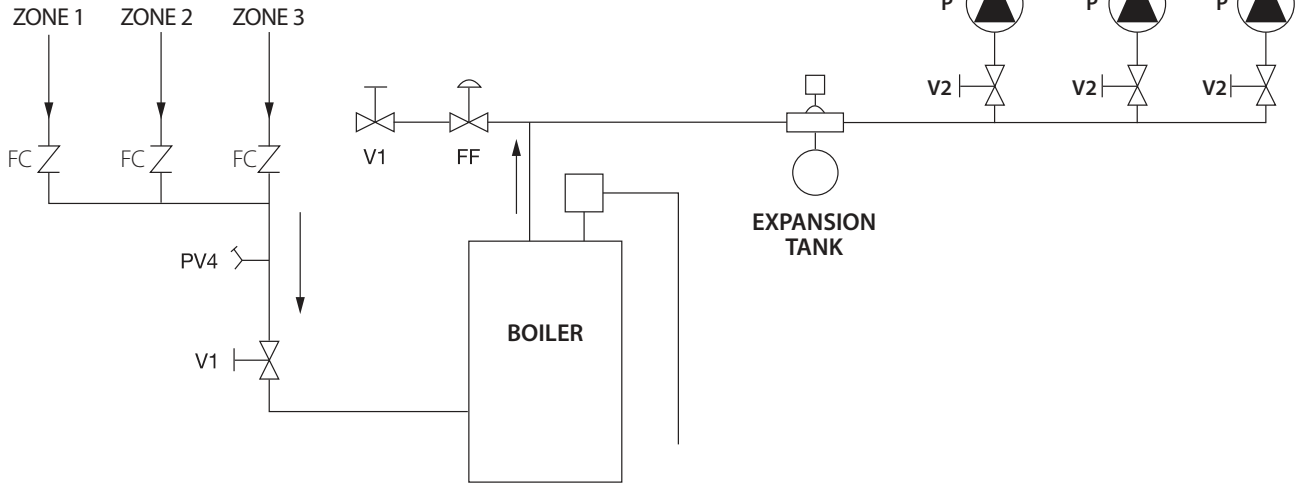 ZONE 1 ZONE 2 ZONE 3
P P P
V2 V2 V2
FC FC FC
V1 FF
EXPANSION
TANK
PV4
BOILER
V1